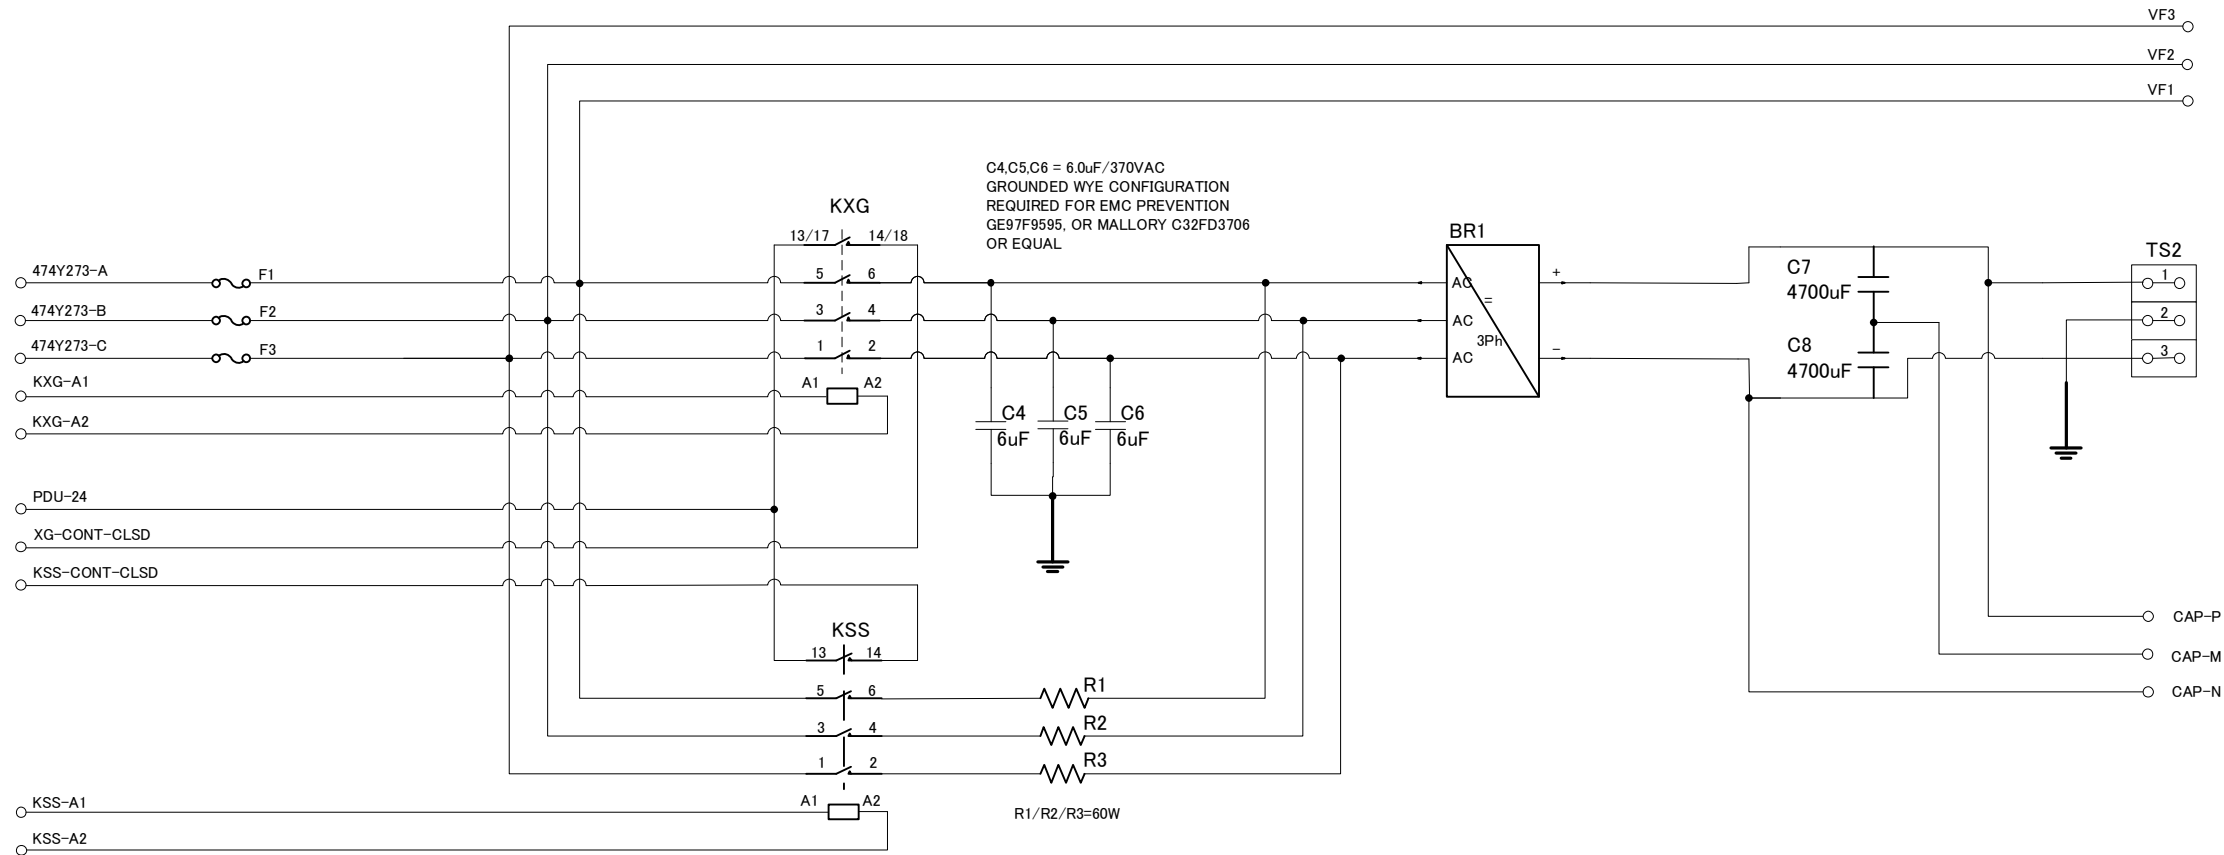 VF3
VF2
VF1
C4,C5,C6 = 6.0uF/370VAC
GROUNDED WYE CONFIGURATION
REQUIRED FOR EMC PREVENTION
GE97F9595, OR MALLORY C32FD3706
OR EQUAL
KXG
13/17 14/18
BR1
TS2
474Y273-A
F1
5 6
AC
+
C7
4700uF
1
474Y273-B
F2
3 4
AC
=
2
474Y273-C
F3
1 2
AC
3Ph
−
C8
4700uF
3
KXG-A1
A1 A2
KXG-A2
C4
6uF
C5
6uF
C6
6uF
PDU-24
XG-CONT-CLSD
KSS-CONT-CLSD
KSS
13 14
5 6
R1
3 4
R2
1 2
R3
CAP-P
CAP-M
CAP-N
KSS-A1
A1 A2
R1/R2/R3=60W
KSS-A2